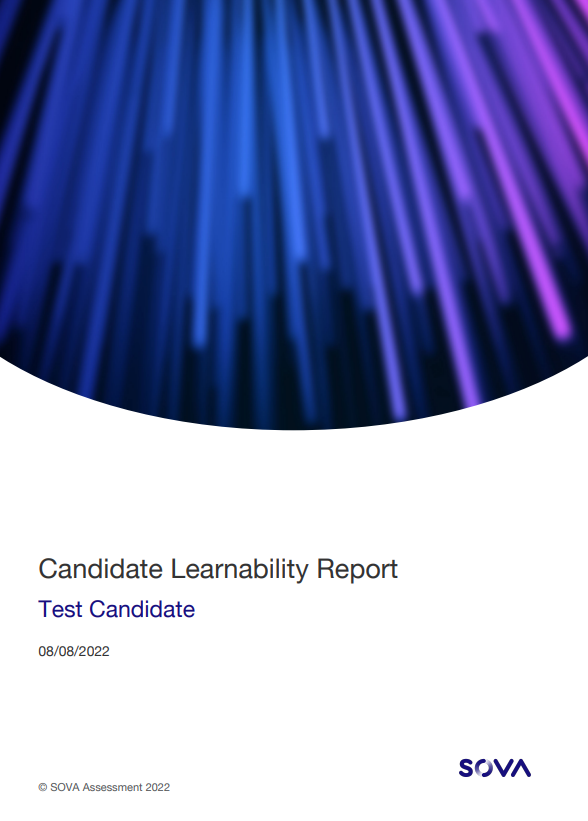 Candidate Learnability Report
Test Candidate
08/08/2022
SOVA
© SOVA Assessment 2022